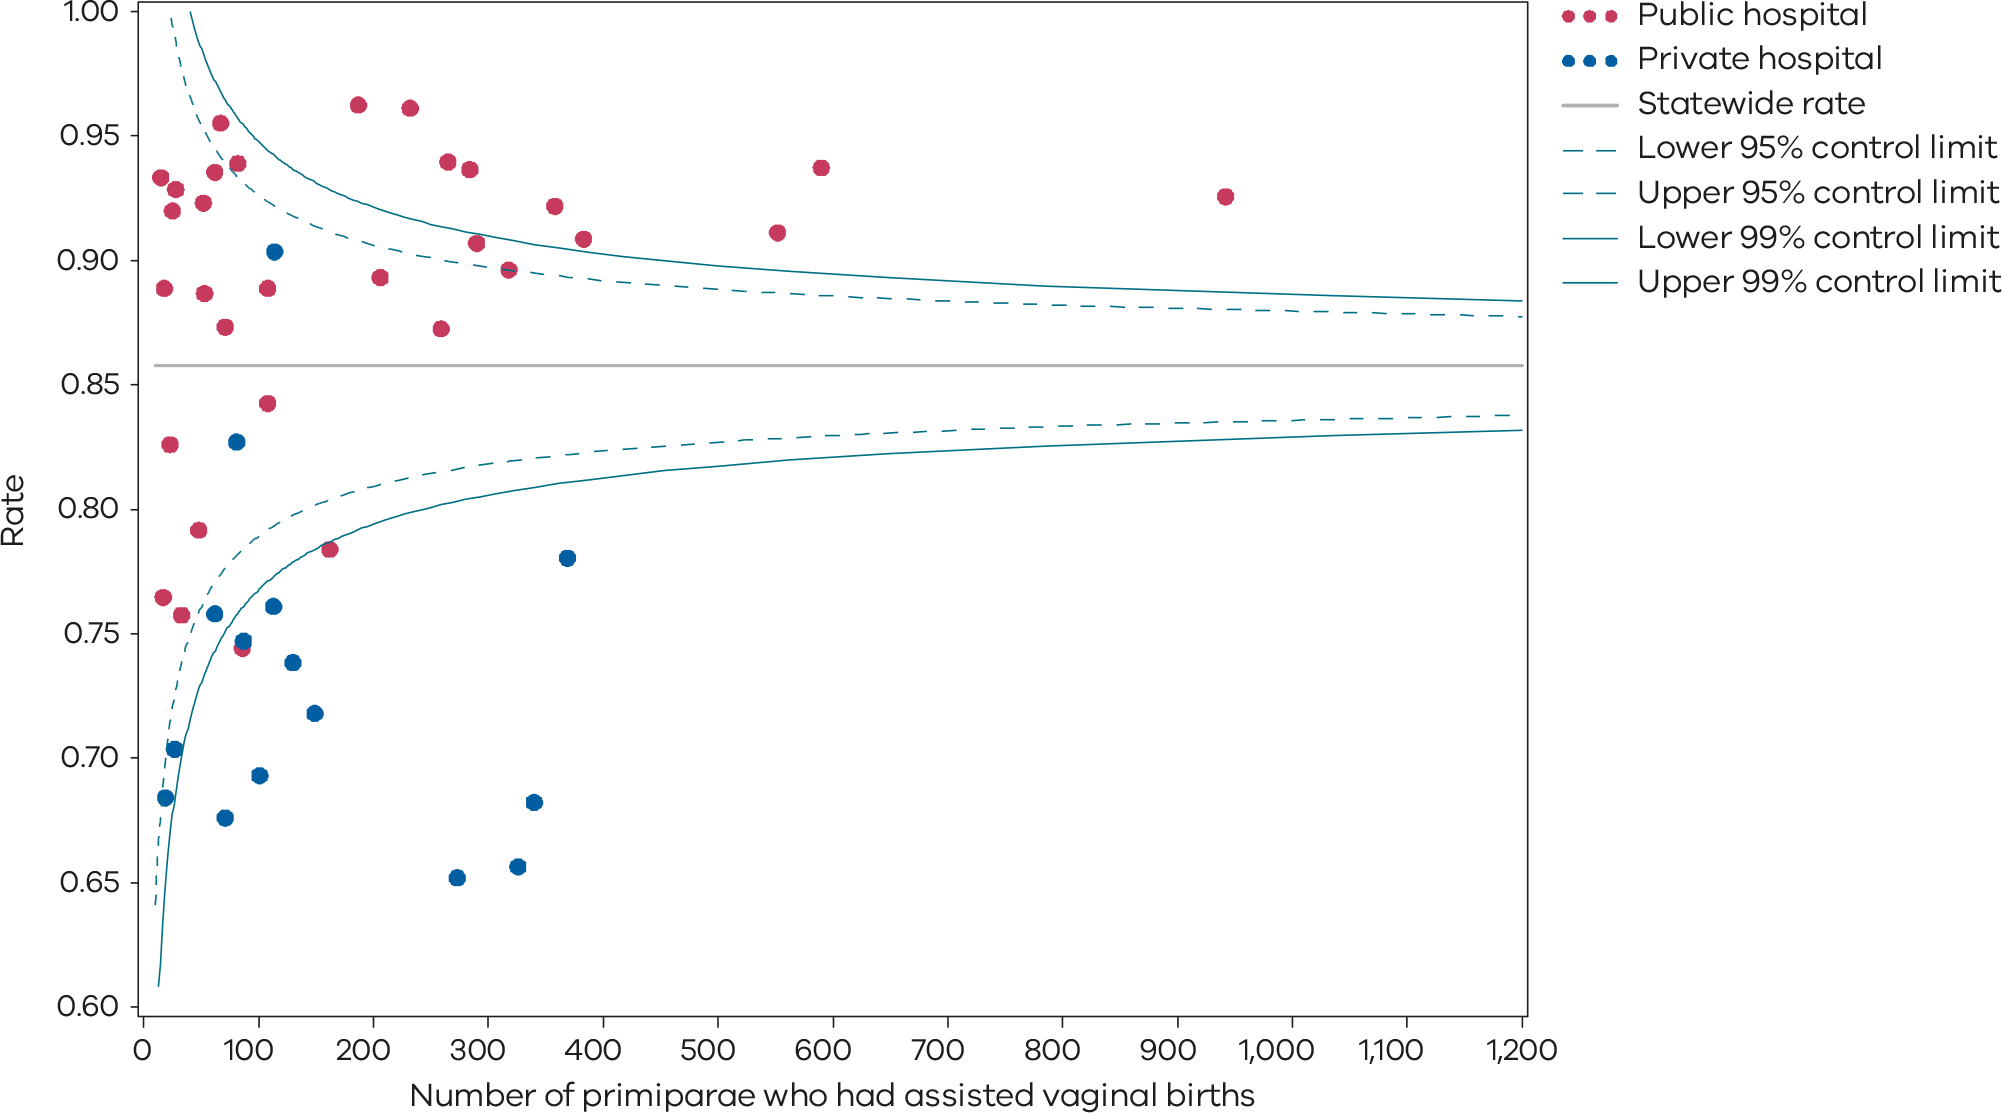 1.00
0.95
0.90
0.85
0.80
0.75
0.70
0.65
0.60
Rate
0 100 200 300 400 500 600 700 800 900 1,000 1,100 1,200
Number of primiparae who had assisted vaginal births
Public hospital
Private hospital
Statewide rate
Lower 95% control limit
Upper 95% control limit
Lower 99% control limit
Upper 99% control limit